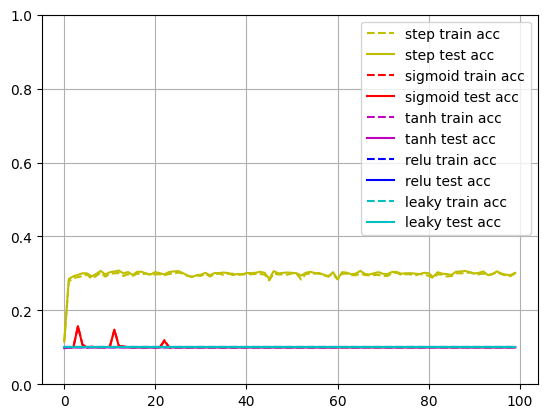 1.0
0.8
0.6
0.4
0.2
0.0
0 20 40 60 80 100
step train acc
step test acc
sigmoid train acc
sigmoid test acc
tanh train acc
tanh test acc
relu train acc
relu test acc
leaky train acc
leaky test acc